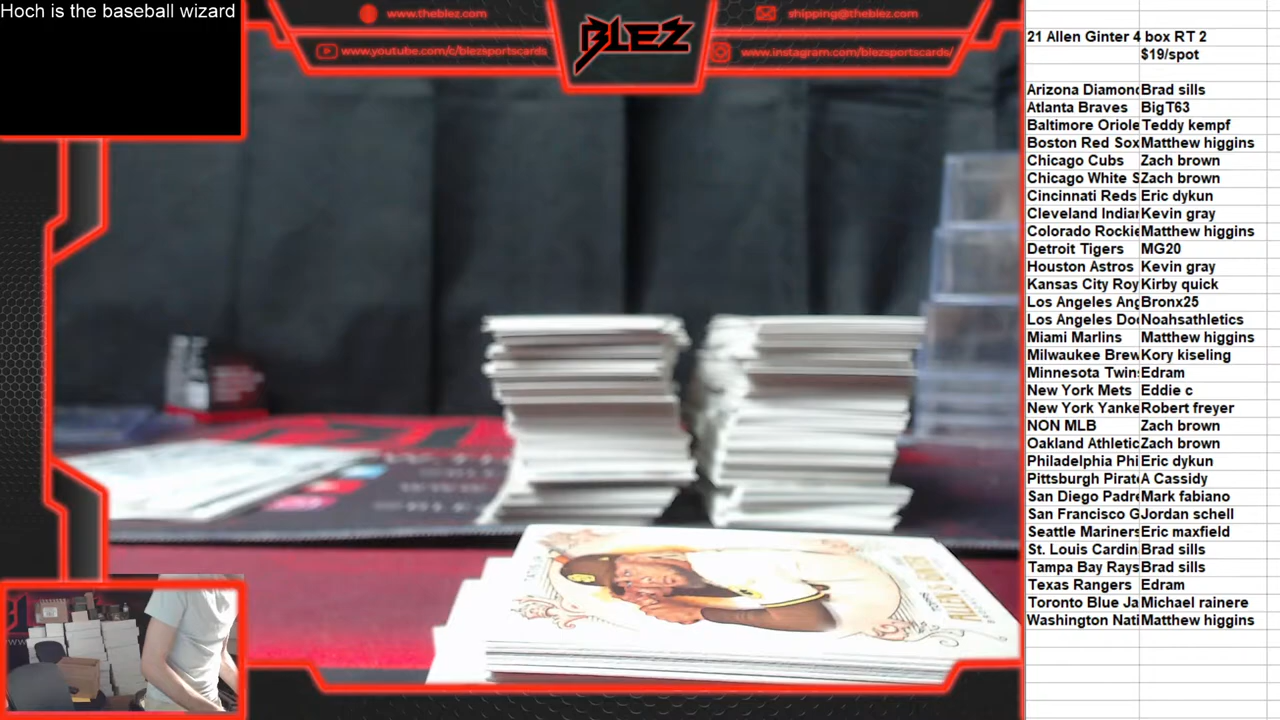 Hoch is the baseball wizard
www.theblez.com
shipping@theblez.com
BLEZ
www.youtube.com/c/blezsportscards/
www.instagram.com/blezsportscards/
21 Allen Ginter 4 box RT 2
$19/spot
Arizona Diamond Brad sills
Atlanta Braves BigT63
Baltimore Oriole Teddy kempf
Boston Red Sox Matthew higgins
Chicago Cubs Zach brown
Chicago White S Zach brown
Cincinnati Reds Eric dykun
Cleveland Indian Kevin gray
Colorado Rockie Matthew higgins
Detroit Tigers MG20
Houston Astros Kevin gray
Kansas City Roy Kirby quick
Los Angeles Ang Bronx25
Los Angeles Dod Noahsathletics
Miami Marlins Matthew higgins
Milwaukee Brew Kory kiseling
Minnesota Twins Edram
New York Mets Eddie c
New York Yanke Robert freyer
NON MLB Zach brown
Oakland Athletic Zach brown
Philadelphia Phi Eric dykun
Pittsburgh Pirate A Cassidy
San Diego Padre Mark fabiano
San Francisco G Jordan schell
Seattle Mariners Eric maxfield
St. Louis Cardin Brad sills
Tampa Bay Rays Brad sills
Texas Rangers Edram
Toronto Blue Ja Michael rainere
Washington Nati Matthew higgins